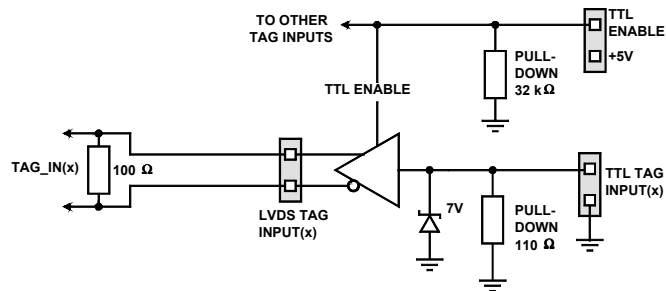 TO OTHER
TAG INPUTS
TTL
ENABLE
+5V
PULL-
DOWN
32 kΩ
TTL ENABLE
TAG_IN(x)
100 Ω
LVDS TAG
INPUT(x)
7V
PULL-
DOWN
110 Ω
TTL TAG
INPUT(x)